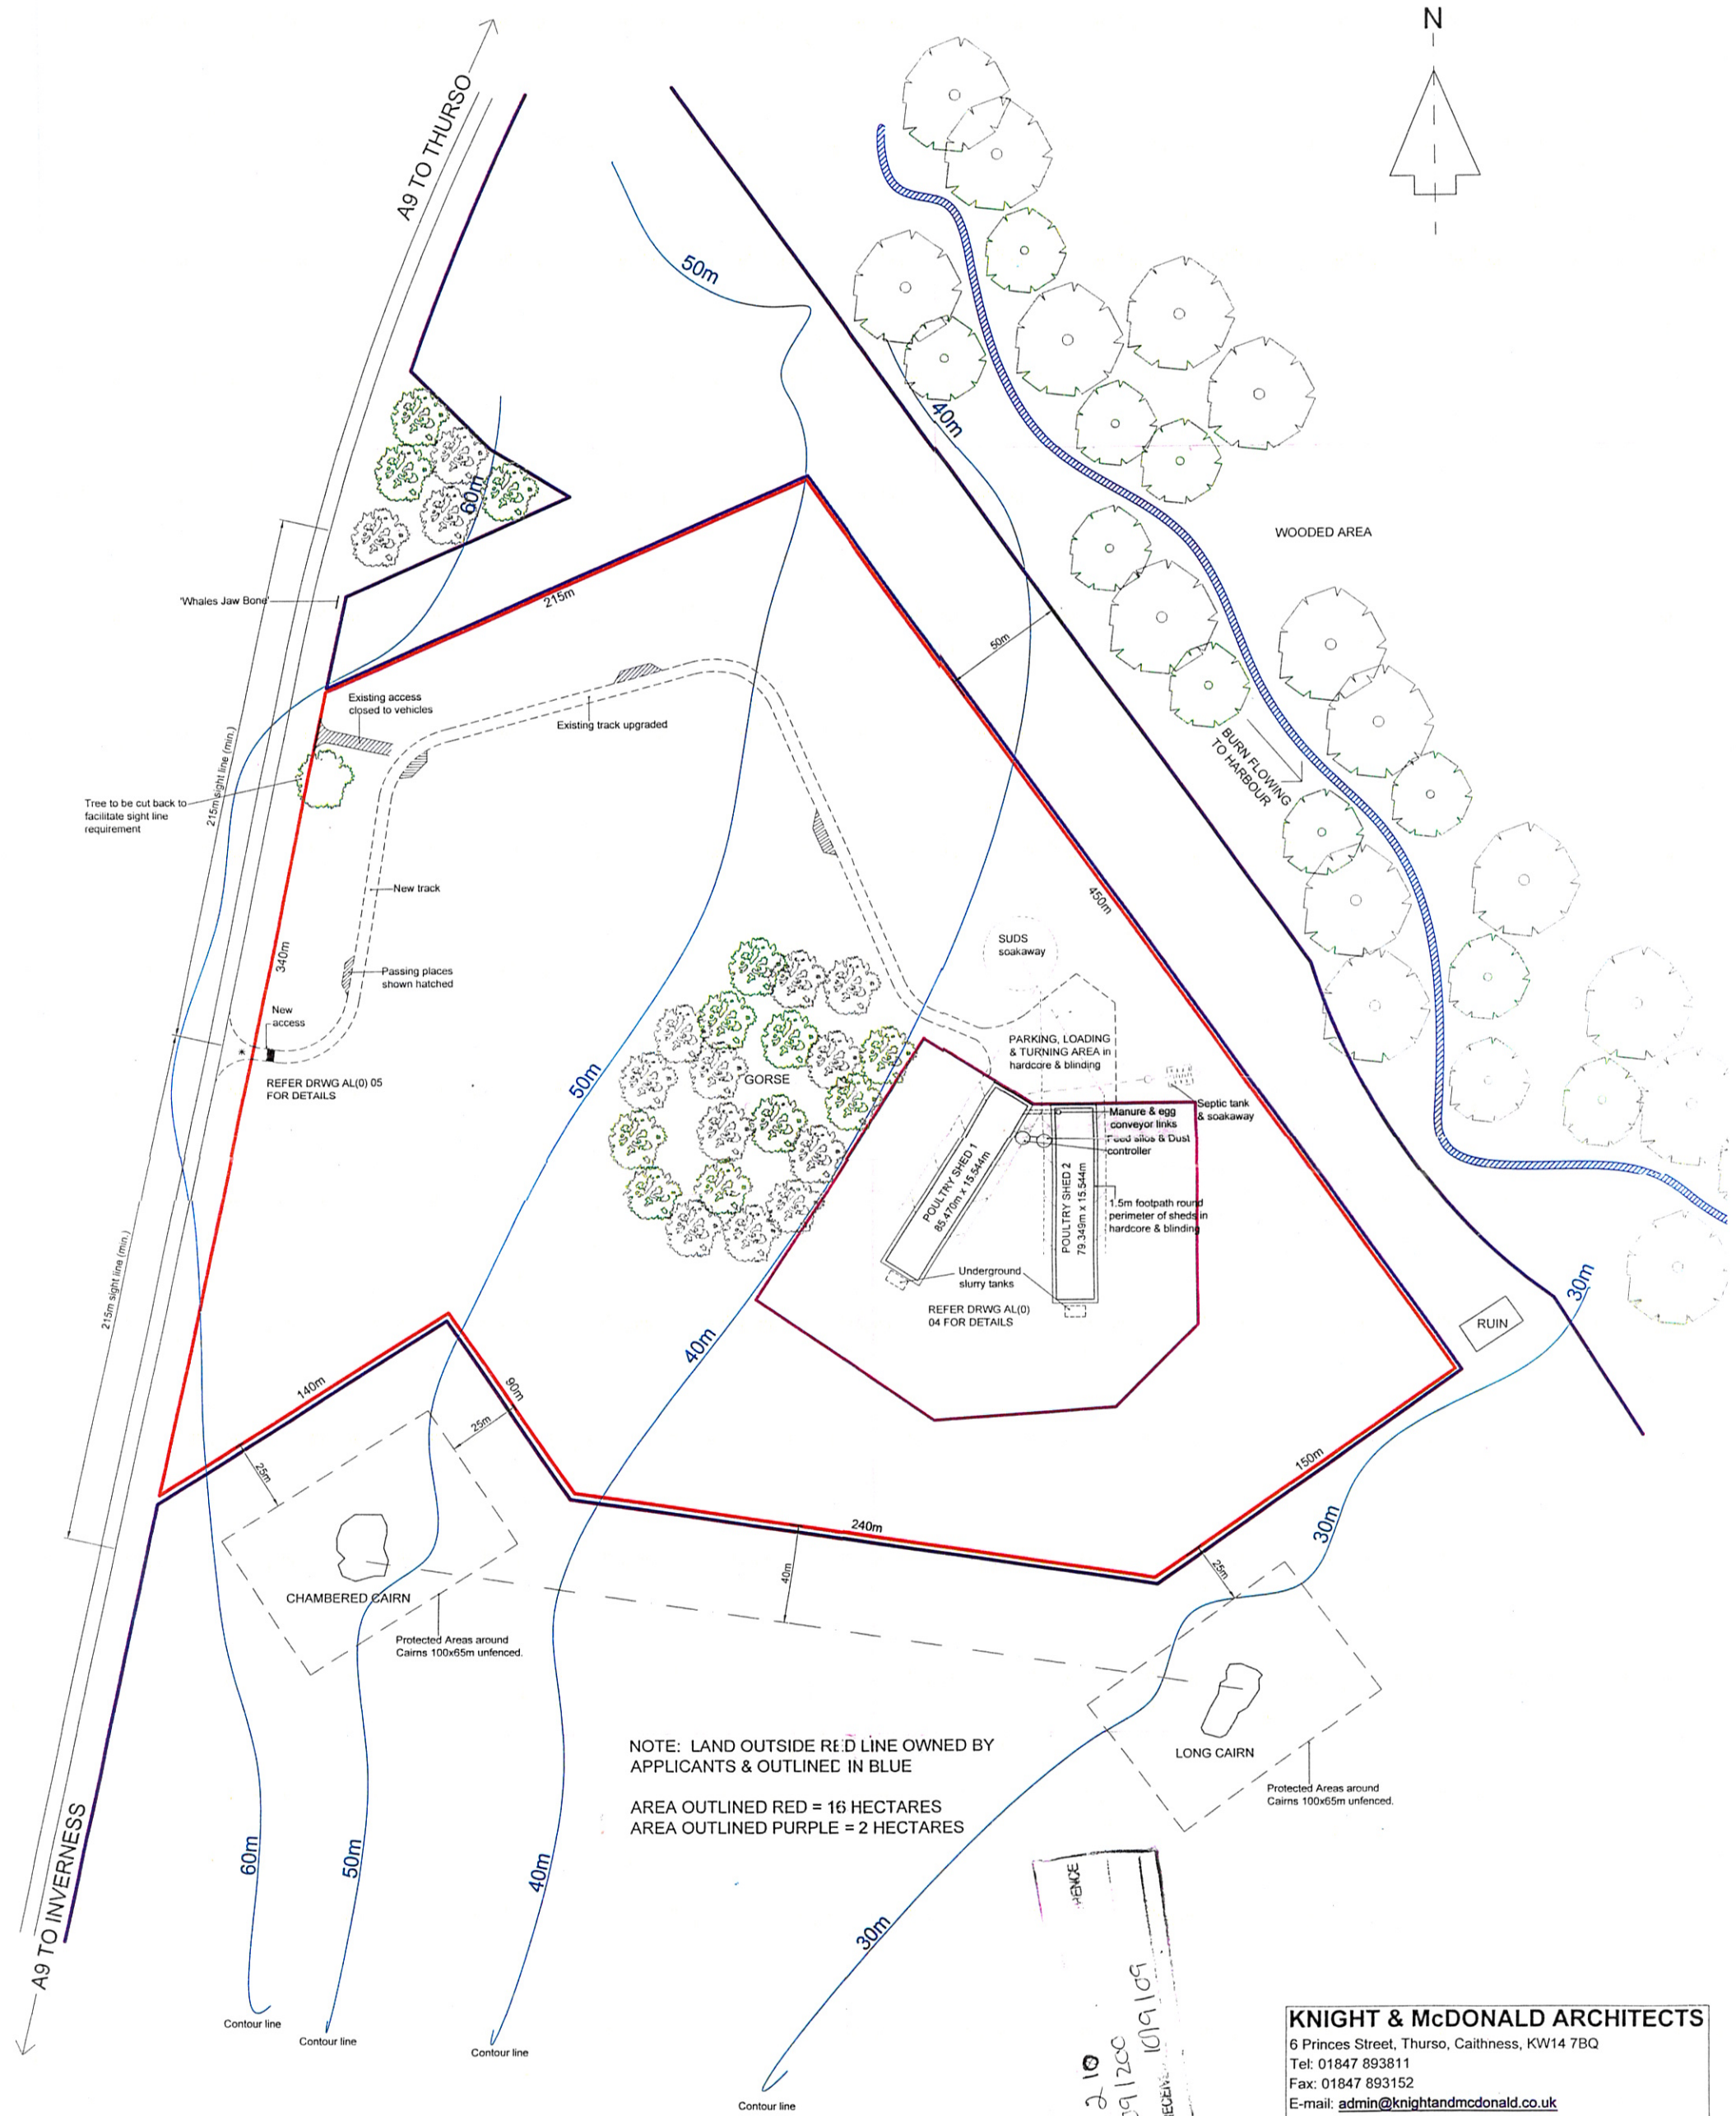 N
A9 TO THURSO
50m
40m
60m
WOODED AREA
'Whales Jaw Bone'
215m
50m
Existing access
closed to vehicles
Existing track upgraded
215m sight line (min.)
BURN FLOWING
TO HARBOUR
Tree to be cut back to
facilitate sight line
requirement
New track
450m
340m
SUDS
soakaway
Passing places
shown hatched
New
access
PARKING, LOADING
& TURNING AREA in
hardcore & blinding
REFER DRWG AL(0) 05
FOR DETAILS
50m
GORSE
Septic tank
& soakaway
Manure & egg
conveyor links
Feed silos & Dust
controller
POULTRY SHED 1
85.470m x 15.544m
POULTRY SHED 2
79.349m x 15.544m
1.5m footpath round
perimeter of sheds in
hardcore & blinding
215m sight line (min.)
Underground
slurry tanks
REFER DRWG AL(0)
04 FOR DETAILS
30m
RUIN
40m
140m
90m
25m
25m
150m
240m
30m
40m
25m
CHAMBERED CAIRN
Protected Areas around
Cairns 100x65m unfenced.
LONG CAIRN
Protected Areas around
Cairns 100x65m unfenced.
NOTE: LAND OUTSIDE RED LINE OWNED BY
APPLICANTS & OUTLINED IN BLUE
AREA OUTLINED RED = 16 HECTARES
AREA OUTLINED PURPLE = 2 HECTARES
60m
50m
40m
30m
A9 TO INVERNESS
Contour line
Contour line
Contour line
Contour line
KNIGHT & McDONALD ARCHITECTS
6 Princes Street, Thurso, Caithness, KW14 7BQ
Tel: 01847 893811
Fax: 01847 893152
E-mail: admin@knightandmcdonald.co.uk